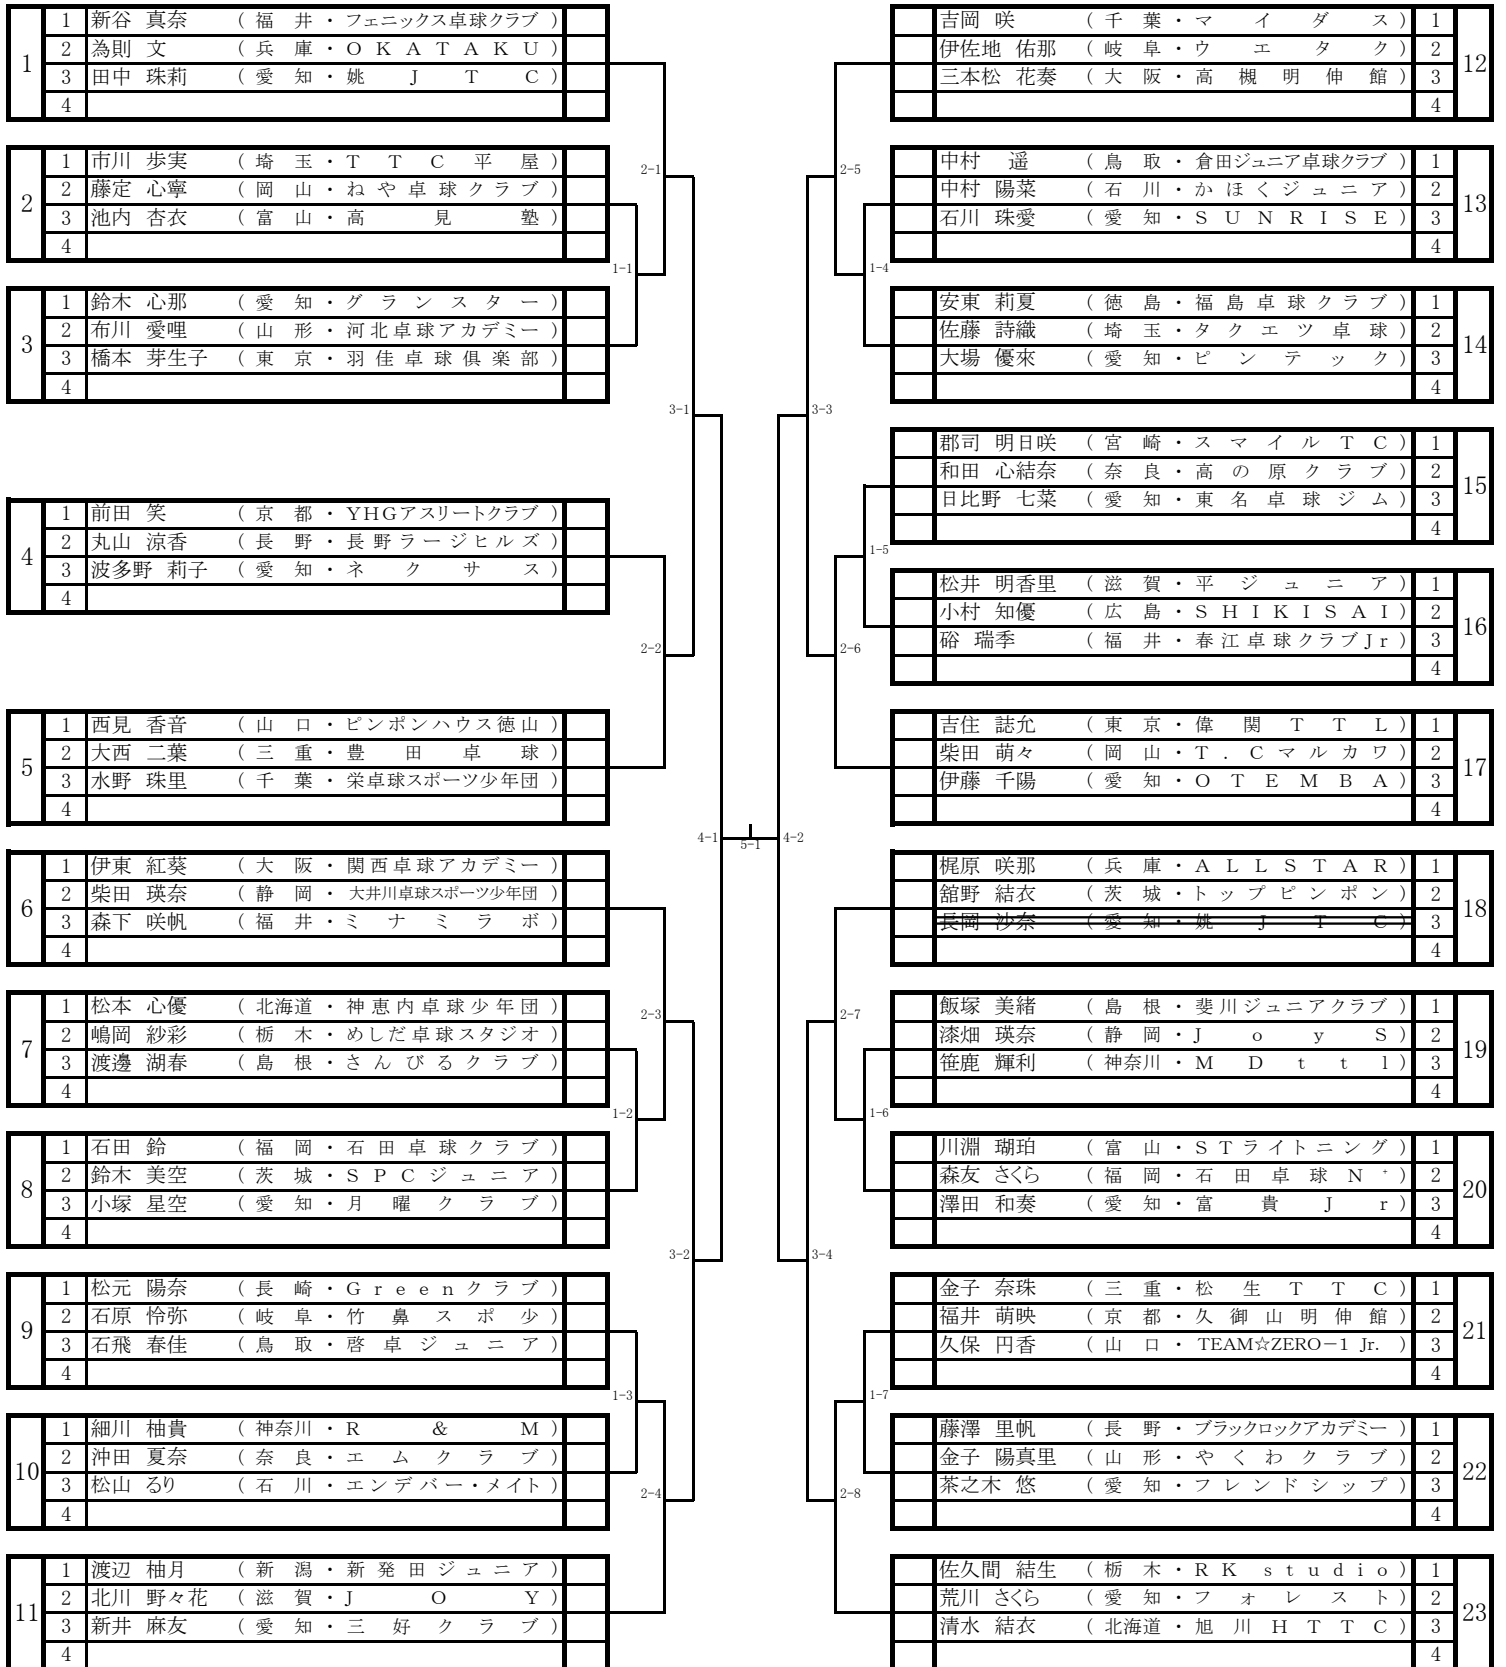 1
1 新谷 真奈 (福井・フェニックス卓球クラブ)
2 為則 文 (兵庫・OKATAKU)
3 田中 珠莉 (愛知・姚JTC)
4
2
1 市川 歩実 (埼玉・TTC平屋)
2 藤定 心寧 (岡山・ねや卓球クラブ)
3 池内 杏衣 (富山・高見塾)
4
3
1 鈴木 心那 (愛知・グランスター)
2 布川 愛哩 (山形・河北卓球アカデミー)
3 橋本 芽生子 (東京・羽佳卓球倶楽部)
4
4
1 前田 笑 (京都・YHGアスリートクラブ)
2 丸山 涼香 (長野・長野ラージヒルズ)
3 波多野 莉子 (愛知・ネクサス)
4
5
1 西見 香音 (山口・ピンポンハウス徳山)
2 大西 二葉 (三重・豊田卓球)
3 水野 珠里 (千葉・栄卓球スポーツ少年団)
4
6
1 伊東 紅葵 (大阪・関西卓球アカデミー)
2 柴田 瑛奈 (静岡・大井川卓球スポーツ少年団)
3 森下 咲帆 (福井・ミナミラボ)
4
7
1 松本 心優 (北海道・神恵内卓球少年団)
2 嶋岡 紗彩 (栃木・めしだ卓球スタジオ)
3 渡邊 湖春 (島根・さんびるクラブ)
4
8
1 石田 鈴 (福岡・石田卓球クラブ)
2 鈴木 美空 (茨城・SPCジュニア)
3 小塚 星空 (愛知・月曜クラブ)
4
9
1 松元 陽奈 (長崎・Greenクラブ)
2 石原 怜弥 (岐阜・竹鼻スポ少)
3 石飛 春佳 (鳥取・啓卓ジュニア)
4
10
1 細川 柚貴 (神奈川・R&M)
2 沖田 夏奈 (奈良・エムクラブ)
3 松山 るり (石川・エンデバー・メイト)
4
11
1 渡辺 柚月 (新潟・新発田ジュニア)
2 北川 野々花 (滋賀・JOY)
3 新井 麻友 (愛知・三好クラブ)
4
2-1
1-1
3-1
2-2
4-1
5-1
2-3
1-2
3-2
1-3
2-4
2-5
1-4
3-3
1-5
2-6
4-2
2-7
1-6
3-4
1-7
2-8
吉岡 咲 (千葉・マイダス) 1
伊佐地 佑那 (岐阜・ウエタク) 2
三本松 花奏 (大阪・高槻明伸館) 3
4
12
中村 遥 (鳥取・倉田ジュニア卓球クラブ) 1
中村 陽菜 (石川・かほくジュニア) 2
石川 珠愛 (愛知・SUNRISE) 3
4
13
安東 莉夏 (徳島・福島卓球クラブ) 1
佐藤 詩織 (埼玉・タクエツ卓球) 2
大場 優來 (愛知・ピンテック) 3
4
14
郡司 明日咲 (宮崎・スマイルTC) 1
和田 心結奈 (奈良・高の原クラブ) 2
日比野 七菜 (愛知・東名卓球ジム) 3
4
15
松井 明香里 (滋賀・平ジュニア) 1
小村 知優 (広島・SHIKISAI) 2
硲 瑞季 (福井・春江卓球クラブJr) 3
4
16
吉住 誌允 (東京・偉関TTL) 1
柴田 萌々 (岡山・T.Cマルカワ) 2
伊藤 千陽 (愛知・OTEMBA) 3
4
17
梶原 咲那 (兵庫・ALLSTAR) 1
舘野 結衣 (茨城・トップピンポン) 2
長岡 沙奈 (愛知・姚JTC) 3
4
18
飯塚 美緒 (島根・斐川ジュニアクラブ) 1
漆畑 瑛奈 (静岡・JoyS) 2
笹鹿 輝利 (神奈川・MDttl) 3
4
19
川淵 瑚珀 (富山・STライトニング) 1
森友 さくら (福岡・石田卓球N⁺) 2
澤田 和奏 (愛知・富貴Jr) 3
4
20
金子 奈珠 (三重・松生TTC) 1
福井 萌映 (京都・久御山明伸館) 2
久保 円香 (山口・TEAM☆ZERO－1 Jr.) 3
4
21
藤澤 里帆 (長野・ブラックロックアカデミー) 1
金子 陽真里 (山形・やくわクラブ) 2
茶之木 悠 (愛知・フレンドシップ) 3
4
22
佐久間 結生 (栃木・RK studio) 1
荒川 さくら (愛知・フォレスト) 2
清水 結衣 (北海道・旭川HTTC) 3
4
23